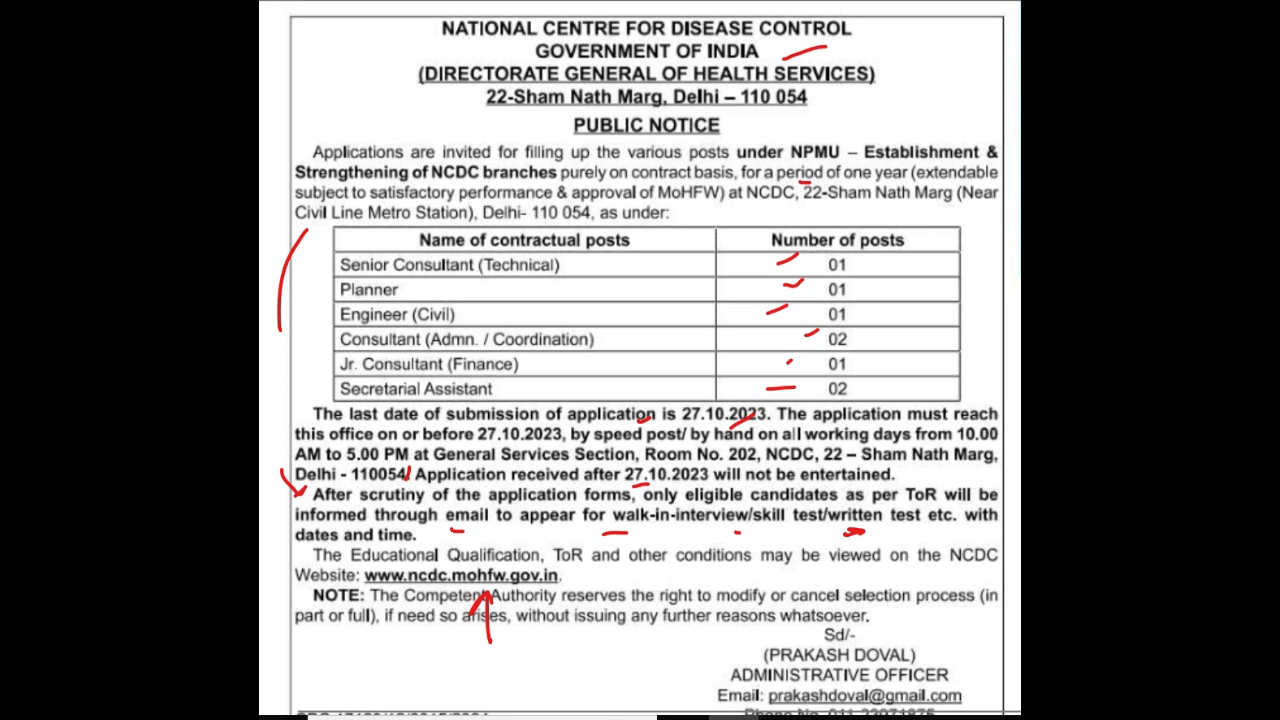 NATIONAL CENTRE FOR DISEASE CONTROL
GOVERNMENT OF INDIA
(DIRECTORATE GENERAL OF HEALTH SERVICES)
22-Sham Nath Marg, Delhi – 110 054
PUBLIC NOTICE
Applications are invited for filling up the various posts under NPMU – Establishment &
Strengthening of NCDC branches purely on contract basis, for a period of one year (extendable
subject to satisfactory performance & approval of MoHFW) at NCDC, 22-Sham Nath Marg (Near
Civil Line Metro Station), Delhi- 110 054, as under:
Name of contractual posts Number of posts
Senior Consultant (Technical) 01
Planner 01
Engineer (Civil) 01
Consultant (Admn. / Coordination) 02
Jr. Consultant (Finance) 01
Secretarial Assistant 02
The last date of submission of application is 27.10.2023. The application must reach
this office on or before 27.10.2023, by speed post/ by hand on all working days from 10.00
AM to 5.00 PM at General Services Section, Room No. 202, NCDC, 22 – Sham Nath Marg,
Delhi - 110054. Application received after 27.10.2023 will not be entertained.
After scrutiny of the application forms, only eligible candidates as per ToR will be
informed through email to appear for walk-in-interview/skill test/written test etc. with
dates and time.
The Educational Qualification, ToR and other conditions may be viewed on the NCDC
Website: www.ncdc.mohfw.gov.in.
NOTE: The Competent Authority reserves the right to modify or cancel selection process (in
part or full), if need so arises, without issuing any further reasons whatsoever.
Sd/-
(PRAKASH DOVAL)
ADMINISTRATIVE OFFICER
Email: prakashdoval@gmail.com